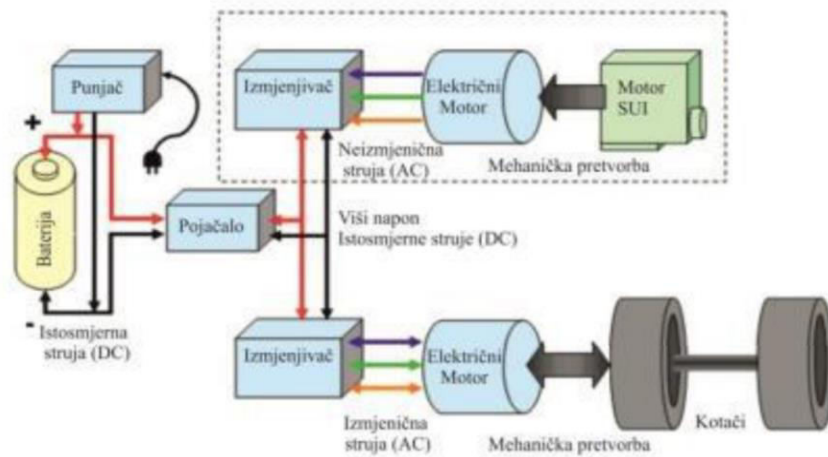 Punjač
Izmjenjivač
Električni
Motor
Motor
SUI
+
Neizmjenična
struja (AC)
Mehanička pretvorba
Baterija
Pojačalo
Viši napon
Istosmjerne struje (DC)
-
Istosmjerna
struja (DC)
Izmjenjivač
Električni
Motor
Izmjenična
struja (AC)
Mehanička pretvorba
Kotači